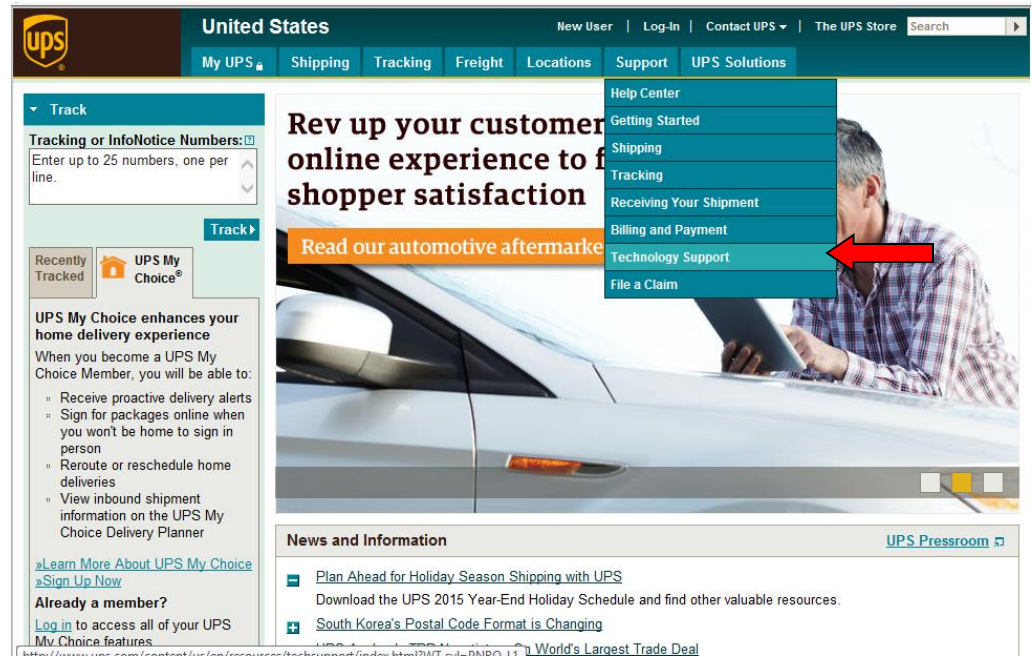 ups
United States
New User | Log-In | Contact UPS | The UPS Store
Search
My UPS
Shipping
Tracking
Freight
Locations
Support
UPS Solutions
Help Center
Getting Started
Shipping
Tracking
Receiving Your Shipment
Billing and Payment
Technology Support
File a Claim
Track
Tracking or InfoNotice Numbers:
Enter up to 25 numbers, one per
line.
Track
Recently
Tracked
UPS My
Choice®
UPS My Choice enhances your
home delivery experience
When you become a UPS My
Choice Member, you will be able to:
Receive proactive delivery alerts
Sign for packages online when
you won't be home to sign in
person
Reroute or reschedule home
deliveries
View inbound shipment
information on the UPS My
Choice Delivery Planner
»Learn More About UPS My Choice
»Sign Up Now
Already a member?
Log in to access all of your UPS
My Choice features
Rev up your customer
online experience to
shopper satisfaction
Read our automotive
News and Information
UPS Pressroom
Plan Ahead for Holiday Season Shipping with UPS
Download the UPS 2015 Year-End Holiday Schedule and find other valuable resources.
South Korea's Postal Code Format is Changing
World's Largest Trade Deal